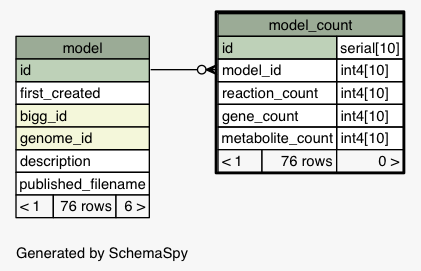 model
id
first_created
bigg_id
genome_id
description
published_filename
< 1 76 rows 6 >
model_count
id serial[10]
model_id int4[10]
reaction_count int4[10]
gene_count int4[10]
metabolite_count int4[10]
< 1 76 rows 0 >
Generated by SchemaSpy